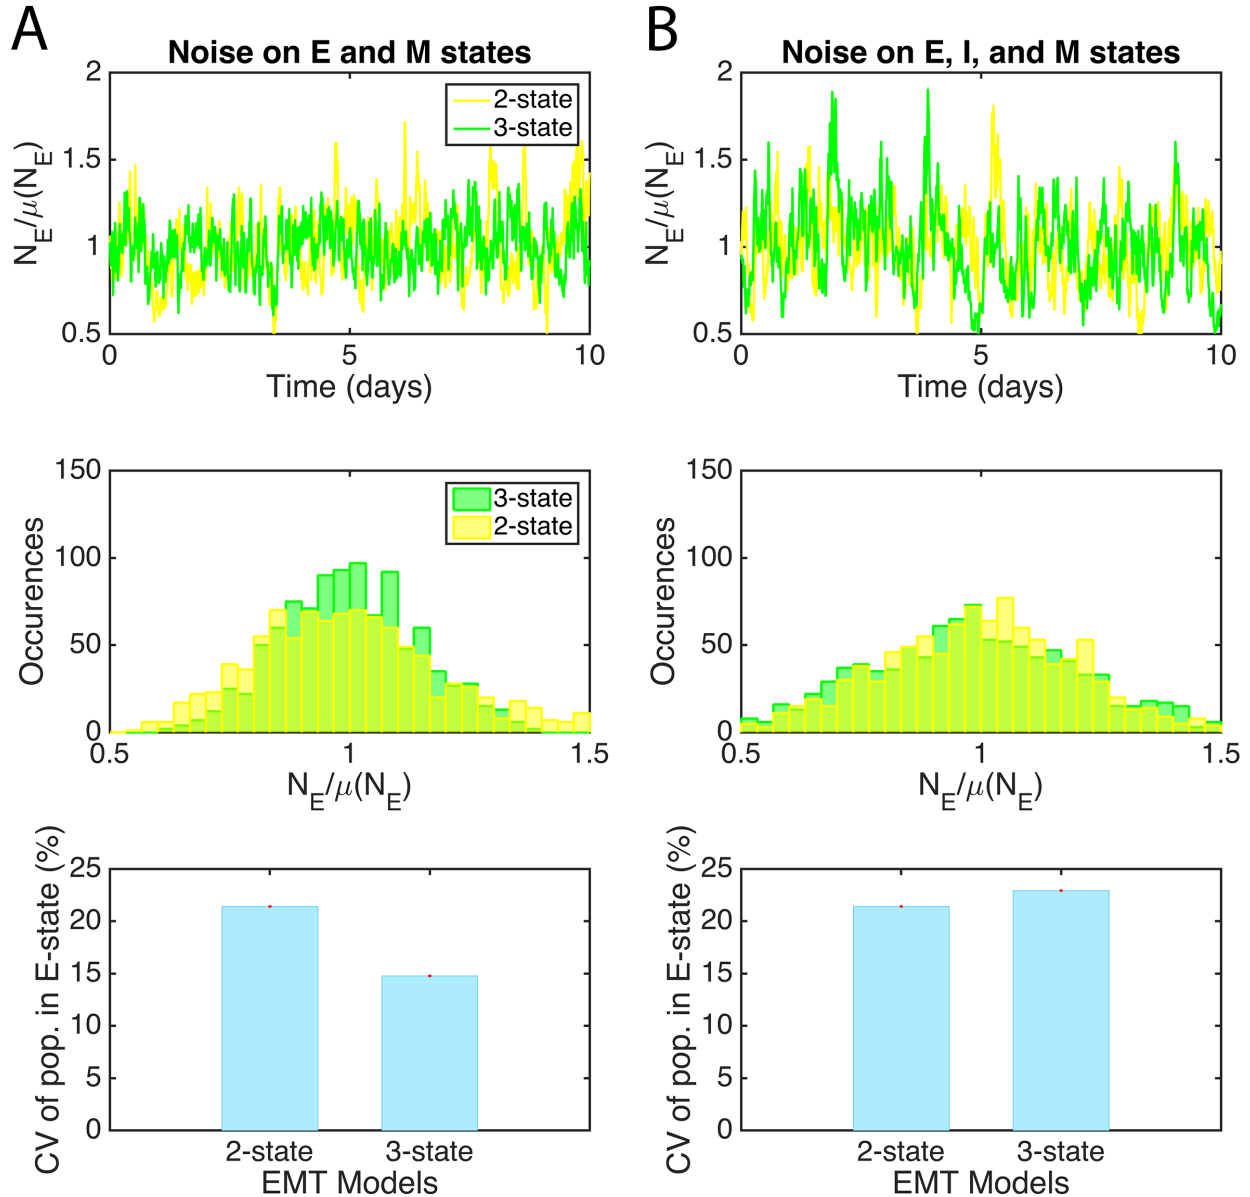 A
Noise on E and M states
2-state
3-state
2
1.5
1
0.5
0
5
10
N_E/μ(N_E)
Time (days)
B
Noise on E, I, and M states
2
1.5
1
0.5
0
5
10
N_E/μ(N_E)
Time (days)
150
100
50
0
0.5
1
1.5
Occurences
3-state
2-state
N_E/μ(N_E)
150
100
50
0
0.5
1
1.5
Occurences
N_E/μ(N_E)
25
20
15
10
5
0
CV of pop. in E-state (%)
2-state
3-state
EMT Models
25
20
15
10
5
0
CV of pop. in E-state (%)
2-state
3-state
EMT Models